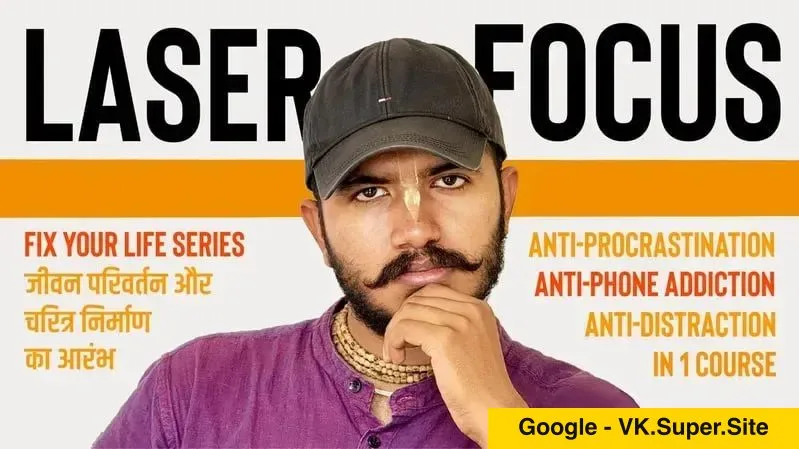 LASER FOCUS
FIX YOUR LIFE SERIES
जीवन परिवर्तन और
चरित्र निर्माण
का आरंभ
ANTI-PROCRASTINATION
ANTI-PHONE ADDICTION
ANTI-DISTRACTION
IN 1 COURSE
Google - VK.Super.Site